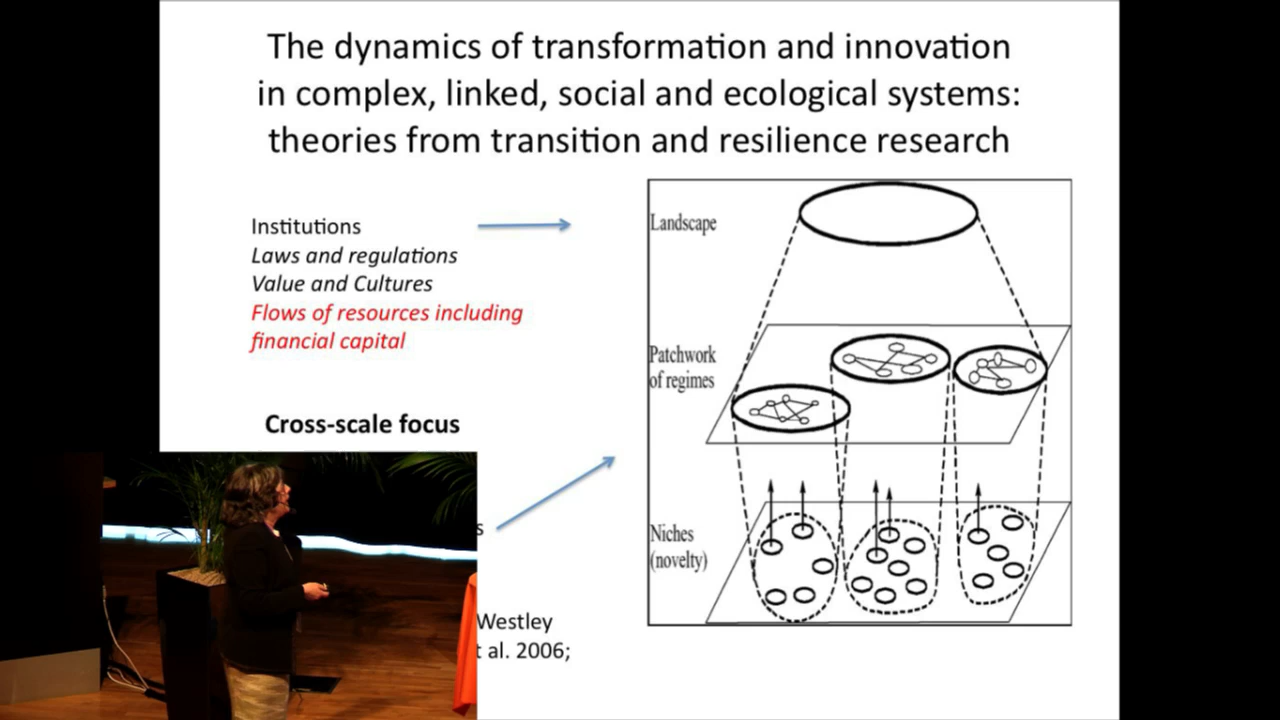 The dynamics of transformation and innovation
in complex, linked, social and ecological systems:
theories from transition and resilience research
Institutions
Laws and regulations
Value and Cultures
Flows of resources including
financial capital
Cross-scale focus
Westley
t al. 2006;
Landscape
Patchwork
of regimes
Niches
(novelty)